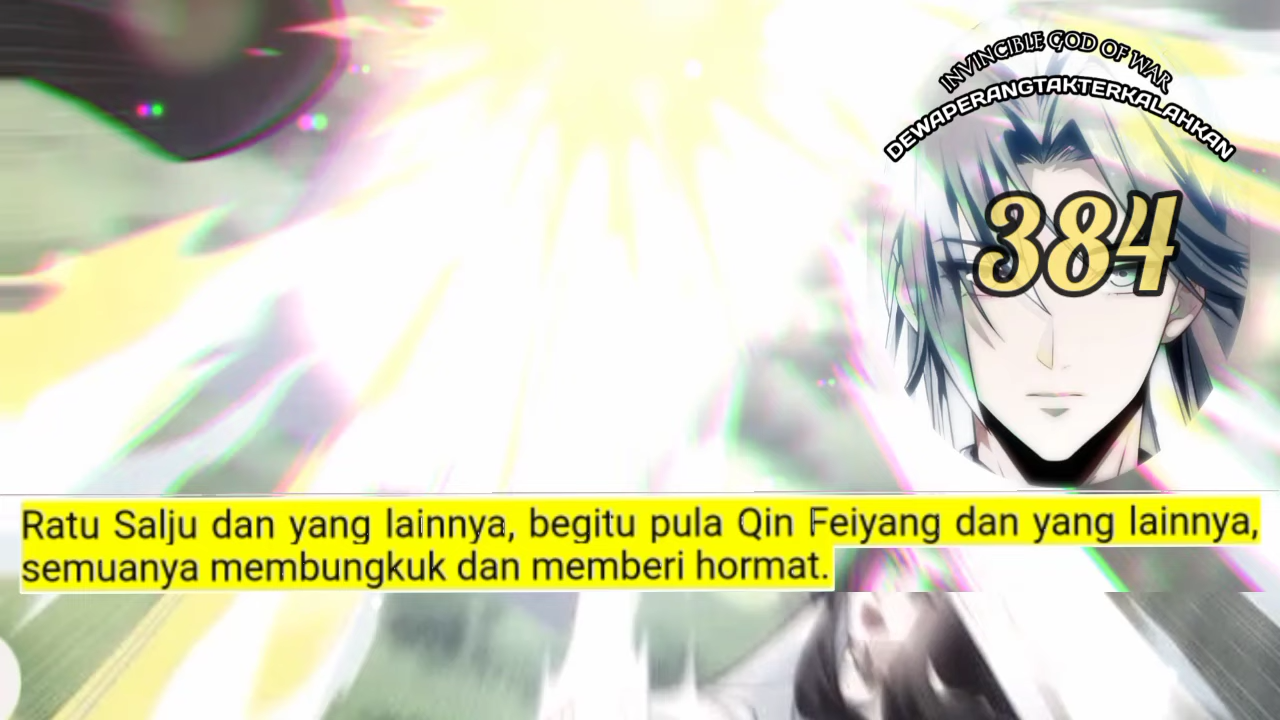 INVINCIBLE GOD OF WAR
DEWAPERANGTAKTERKALAHKAN
384
Ratu Salju dan yang lainnya, begitu pula Qin Feiyang dan yang lainnya,
semuanya membungkuk dan memberi hormat.